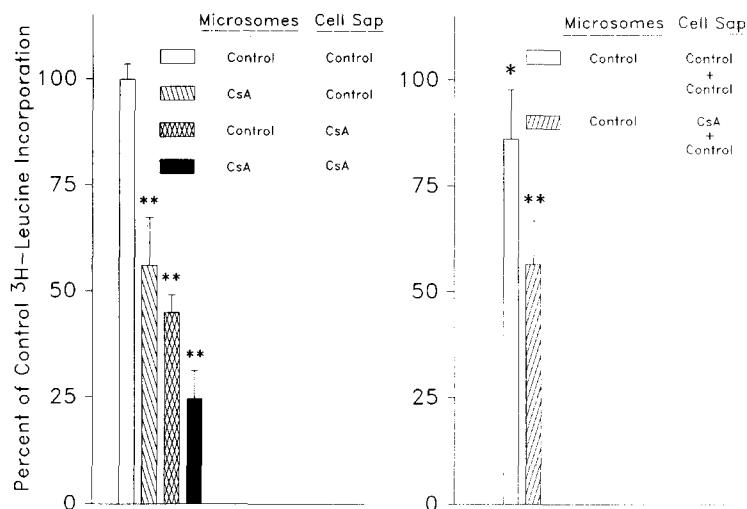 Percent of Control 3H-Leucine Incorporation
100
75
50
25
0
Microsomes Cell Sap
Control Control
CsA Control
Control CsA
CsA CsA
**
**
**
100
75
50
25
0
Microsomes Cell Sap
Control Control
+
Control
Control CsA
+
Control
*
**